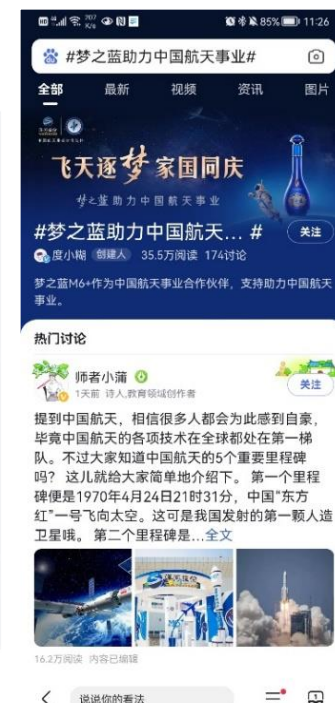 207
K/s
85%
11:26
#梦之蓝助力中国航天事业#
全部 最新 视频 资讯 图片
飞天逐梦 家国同庆
梦之蓝助力中国航天事业
#梦之蓝助力中国航天... #
关注
度小糊 创建人 35.5万阅读 174讨论
梦之蓝M6+作为中国航天事业合作伙伴，支持助力中国航天
事业。
热门讨论
师者小蒲
关注
1天前 诗人,教育领域创作者
提到中国航天，相信很多人都会为此感到自豪，
毕竟中国航天的各项技术在全球都处在第一梯
队。不过大家知道中国航天的5个重要里程碑
吗？ 这儿就给大家简单地介绍下。 第一个里程
碑便是1970年4月24日21时31分，中国“东方
红”一号飞向太空。这可是我国发射的第一颗人造
卫星哦。 第二个里程碑是...全文
16.2万阅读 内容已编辑
说说你的看法
1